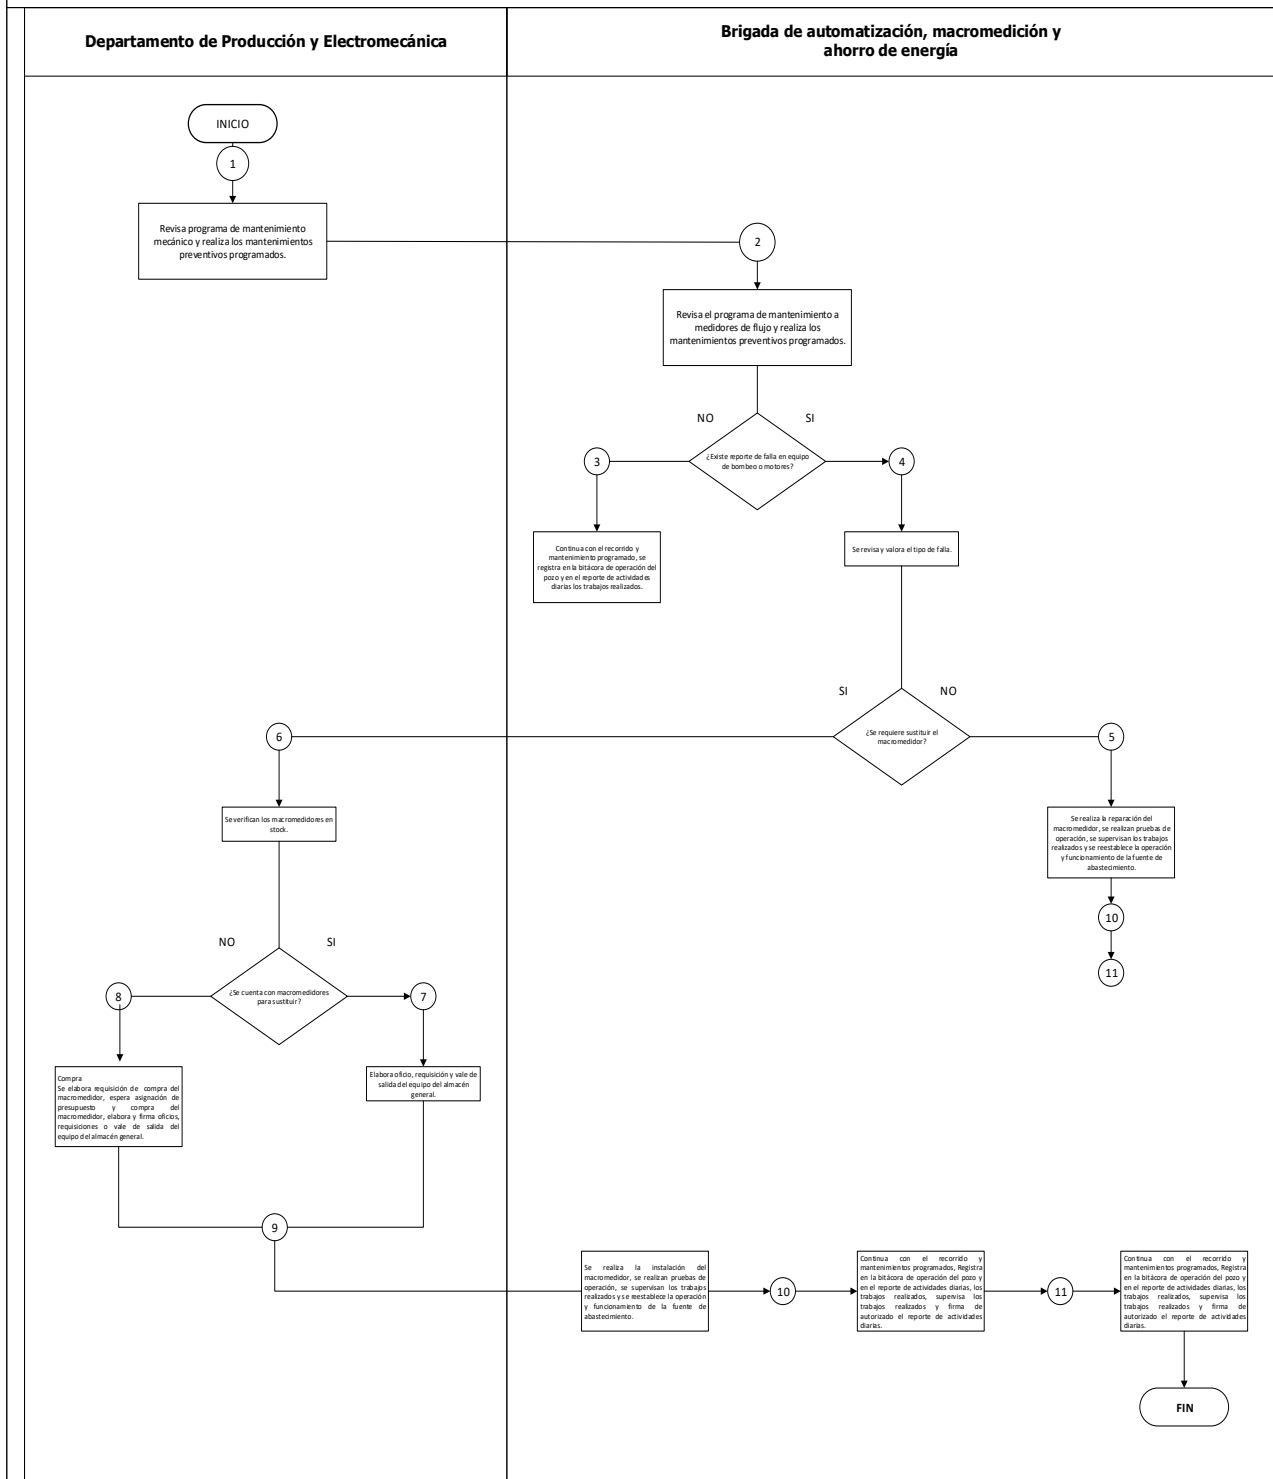 Departamento de Producción y Electromecánica
Brigada de automatización, macromedición y
ahorro de energía
INICIO
1
Revisa programa de mantenimiento
mecánico y realiza los mantenimientos
preventivos programados.
2
Revisa el programa de mantenimiento a
medidores de flujo y realiza los
mantenimientos preventivos programados.
NO
SI
¿Existe reporte de falla en equipo
de bombeo o motores?
3
4
Continua con el recorrido y
mantenimiento programado, se
registra en la bitácora de operación del
pozo y en el reporte de actividades
diarias los trabajos realizados.
Se revisa y valora el tipo de falla.
SI
NO
¿Se requiere sustituir el
macromedidor?
6
5
Se verifican los macromedidores en
stock.
Se realiza la reparación del
macromedidor, se realizan pruebas de
operación, se supervisan los trabajos
realizados y se reestablece la operación
y funcionamiento de la fuente de
abastecimiento.
10
11
NO
SI
¿Se cuenta con macromedidores
para sustituir?
8
7
Compra
Se elabora requisición de compra del
macromedidor, espera asignación de
presupuesto y compra del
macromedidor, elabora y firma oficios,
requisiciones o vale de salida del
equipo del almacén general.
Elabora oficio, requisición y vale de
salida del equipo del almacén
general.
9
Se realiza la instalación del
macromedidor, se realizan pruebas de
operación, se supervisan los trabajos
realizados y se reestablece la operación
y funcionamiento de la fuente de
abastecimiento.
10
Continua con el recorrido y
mantenimientos programados, Registra
en la bitácora de operación del pozo y
en el reporte de actividades diarias, los
trabajos realizados, supervisa los
trabajos realizados y firma de
autorizado el reporte de actividades
diarias.
11
Continua con el recorrido y
mantenimientos programados, Registra
en la bitácora de operación del pozo y
en el reporte de actividades diarias, los
trabajos realizados, supervisa los
trabajos realizados y firma de
autorizado el reporte de actividades
diarias.
FIN